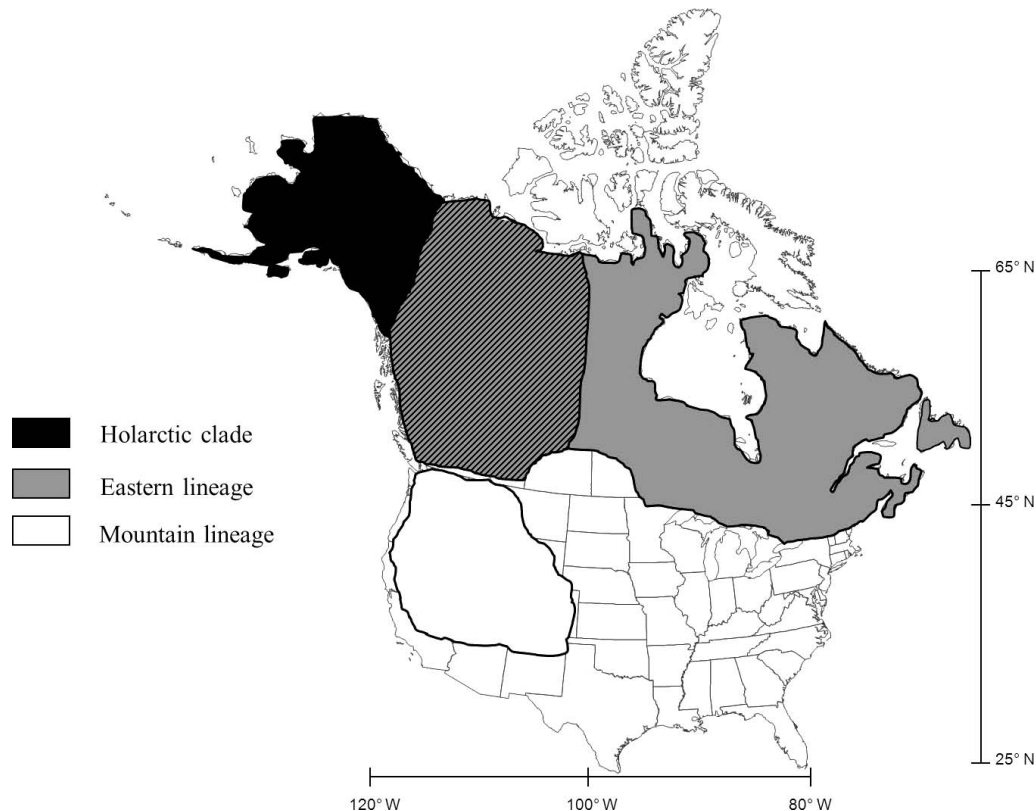 65° N
Holarctic clade
Eastern lineage
45° N
Mountain lineage
25° N
120° W
100° W
80° W